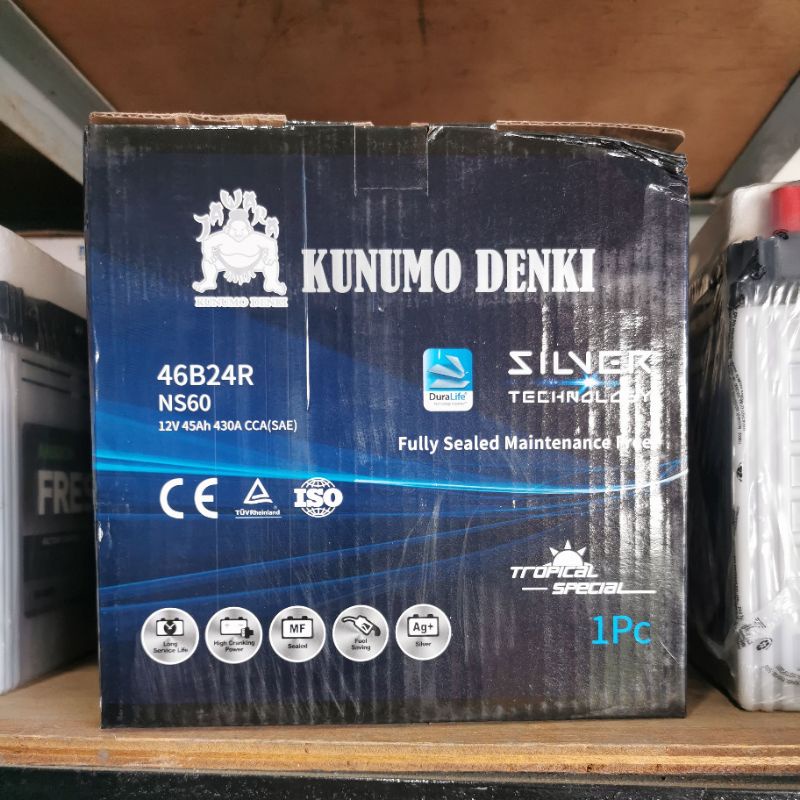 JAWARA
KUNUMO DENKI
KUNUMO DENKI
46B24R
NS60
12V 45Ah 430A CCA(SAE)
DuraLife
SILVER
TECHNOLOGY
Fully Sealed Maintenance Free
CE
TÜVRheinland
ISO
TROPICAL
SPECIAL
1Pc
Long
Service Life
High Cranking
Power
MF
Sealed
Fuel
Saving
Ag+
Silver
FRES